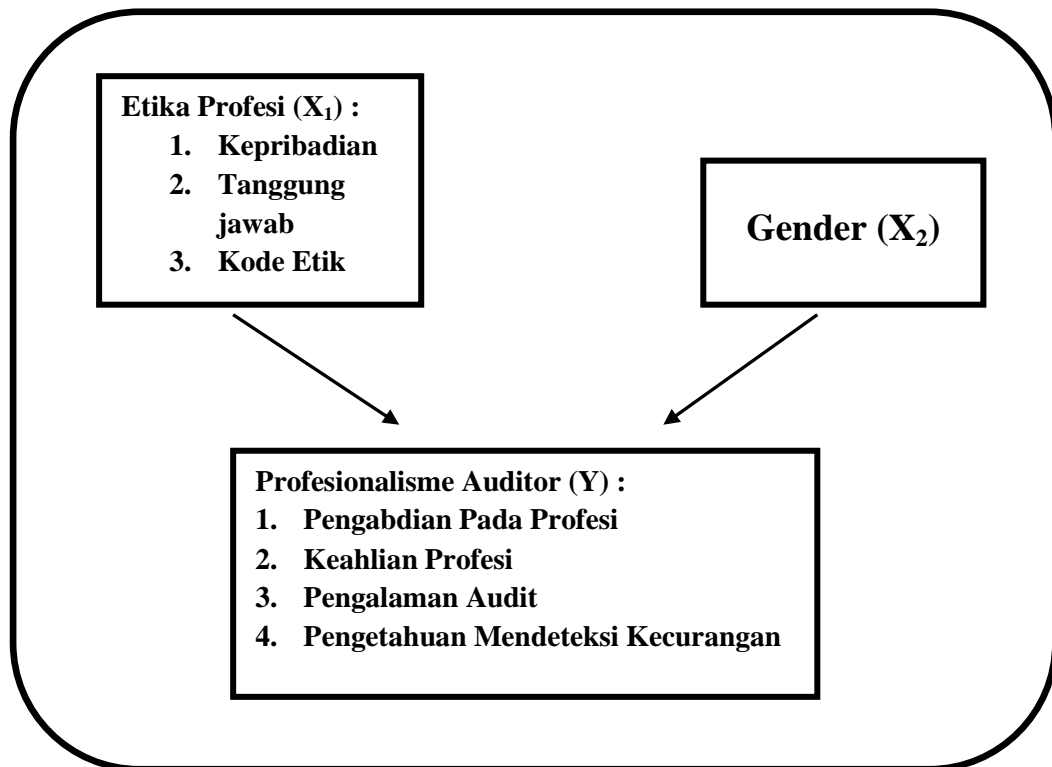 Etika Profesi (X₁) :
1. Kepribadian
2. Tanggung
jawab
3. Kode Etik
Gender (X₂)
Profesionalisme Auditor (Y) :
1. Pengabdian Pada Profesi
2. Keahlian Profesi
3. Pengalaman Audit
4. Pengetahuan Mendeteksi Kecurangan